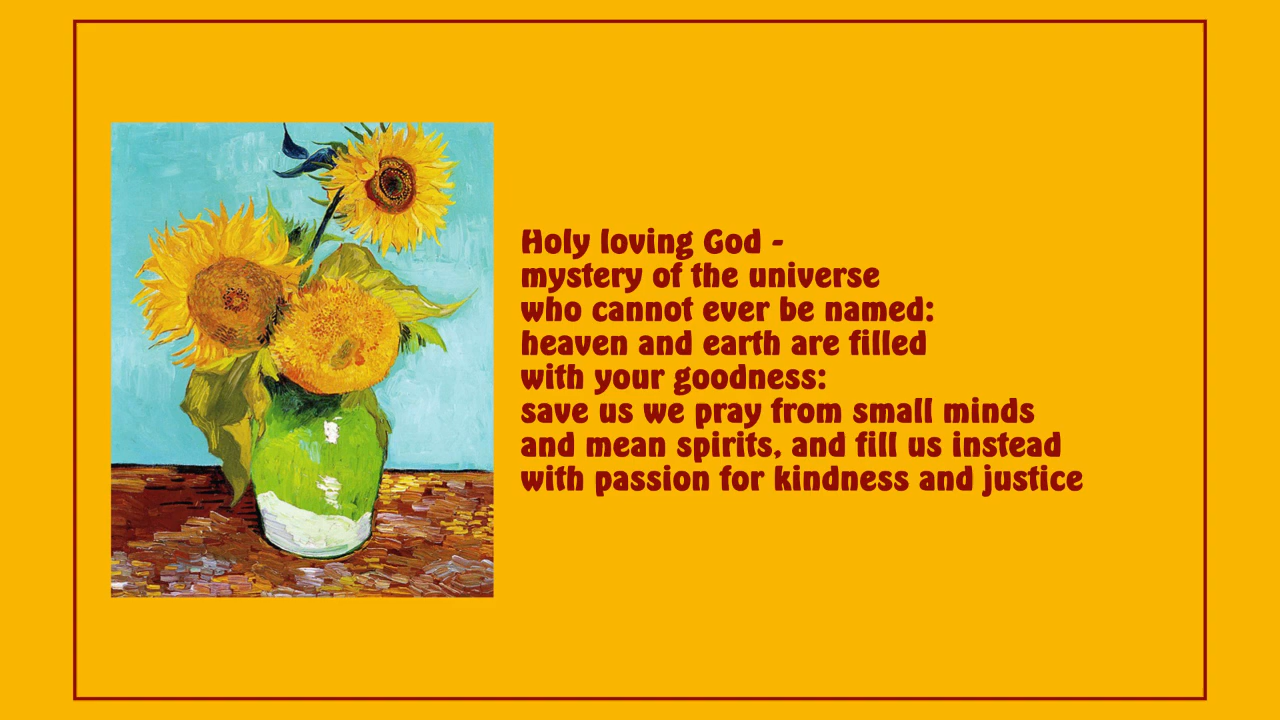 Holy loving God -
mystery of the universe
who cannot ever be named:
heaven and earth are filled
with your goodness:
save us we pray from small minds
and mean spirits, and fill us instead
with passion for kindness and justice